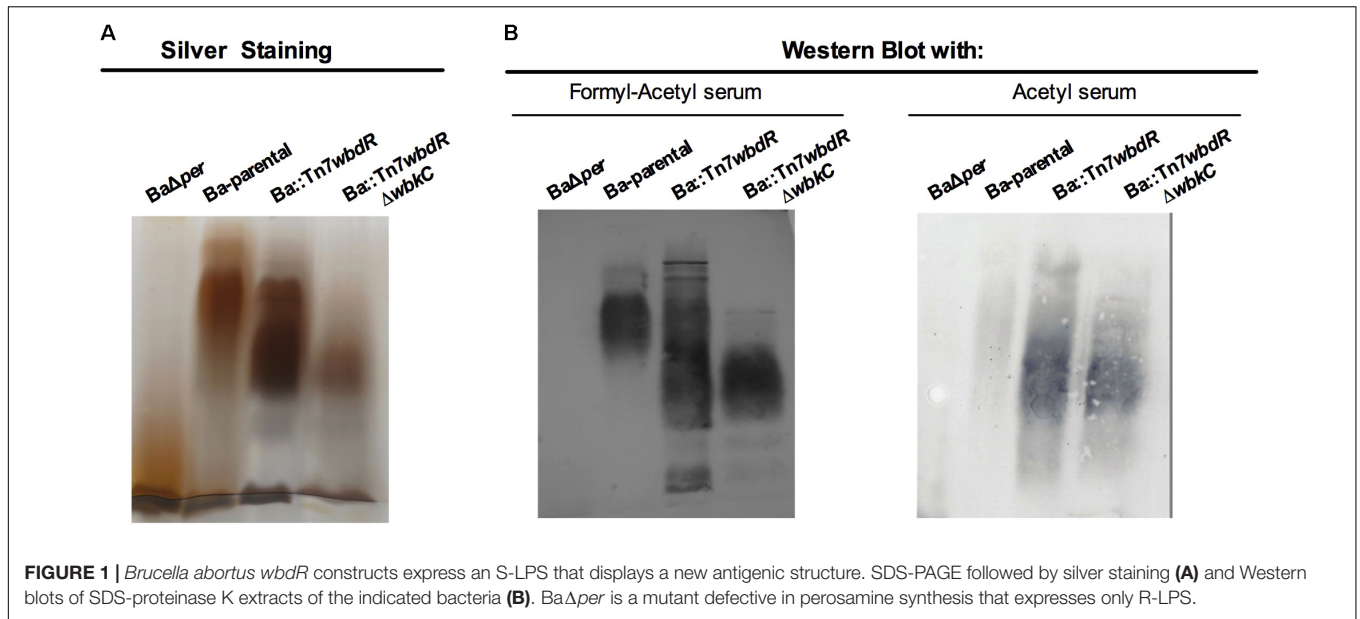 A
Silver Staining
BaΔper
Ba-parental
Ba::Tn7wbdR
Ba::Tn7wbdR
ΔwbkC
B
Western Blot with:
Formyl-Acetyl serum
BaΔper
Ba-parental
Ba::Tn7wbdR
Ba::Tn7wbdR
ΔwbkC
Acetyl serum
BaΔper
Ba-parental
Ba::Tn7wbdR
Ba::Tn7wbdR
ΔwbkC
FIGURE 1 | Brucella abortus wbdR constructs express an S-LPS that displays a new antigenic structure. SDS-PAGE followed by silver staining (A) and Western
blots of SDS-proteinase K extracts of the indicated bacteria (B). BaΔper is a mutant defective in perosamine synthesis that expresses only R-LPS.